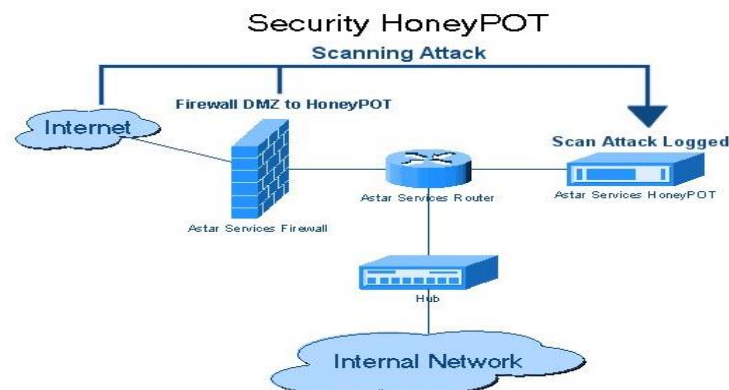 Security HoneyPOT
Scanning Attack
Firewall DMZ to HoneyPOT
Internet
Scan Attack Logged
Astar Services Router
Astar Services HoneyPOT
Astar Services Firewall
Hub
Internal Network